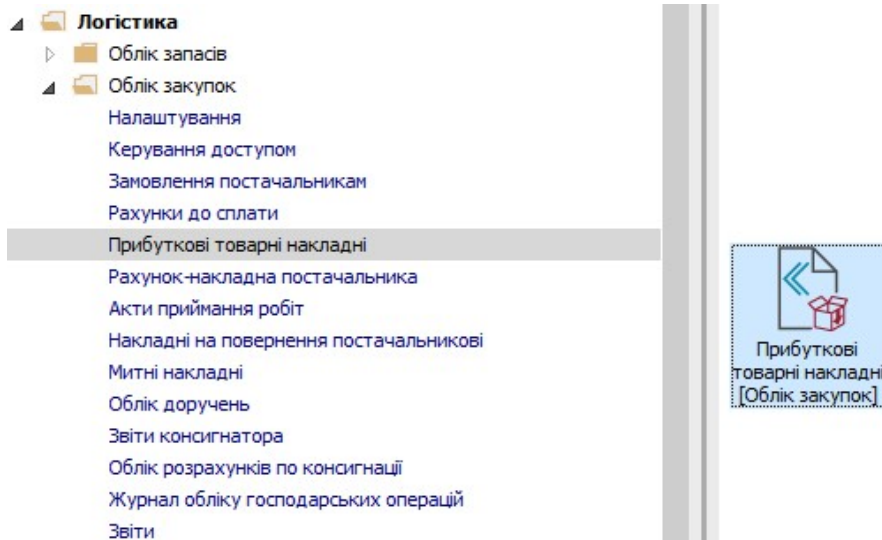 Логістика
Облік запасів
Облік закупок
Налаштування
Керування доступом
Замовлення постачальникам
Рахунки до сплати
Прибуткові товарні накладні
Рахунок-накладна постачальника
Акти приймання робіт
Накладні на повернення постачальникові
Митні накладні
Облік доручень
Звіти консигнатора
Облік розрахунків по консигнації
Журнал обліку господарських операцій
Звіти
Прибуткові
товарні накладні
[Облік закупок]